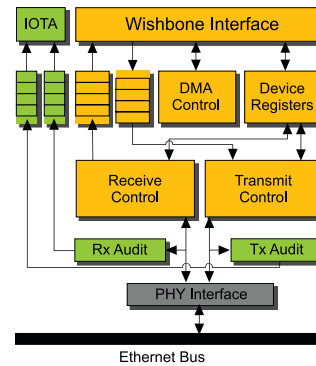 IOTA
Wishbone Interface
DMA
Control
Device
Registers
Receive
Control
Transmit
Control
Rx Audit
Tx Audit
PHY Interface
Ethernet Bus